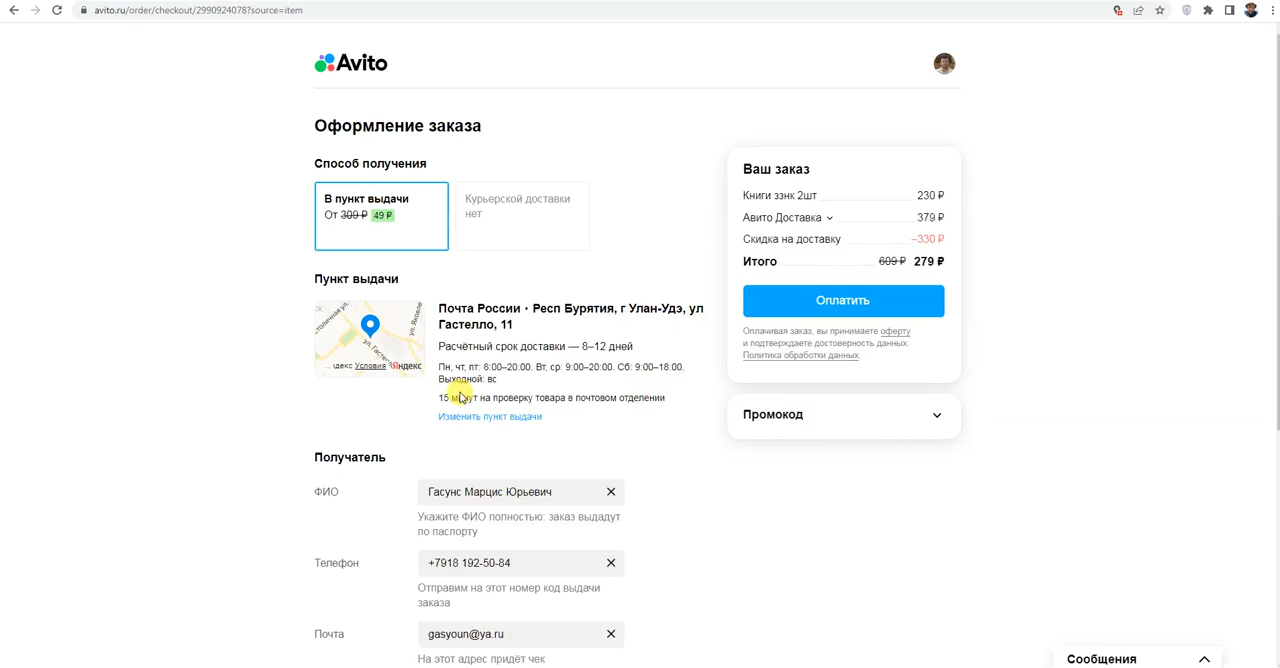 avito.ru/order/checkout/2990924078?source=item
Avito
Оформление заказа
Способ получения
В пункт выдачи
От 309 ₽ 49 ₽
Курьерской доставки
нет
Пункт выдачи
Почта России · Респ Бурятия, г Улан-Удэ, ул
Гастелло, 11
Расчётный срок доставки — 8–12 дней
Пн, чт, пт: 8:00–20:00. Вт, ср: 9:00–20:00. Сб: 9:00–18:00.
Выходной: вс
15 минут на проверку товара в почтовом отделении
Изменить пункт выдачи
Условия
Яндекс
Получатель
ФИО
Гасунс Марцис Юрьевич
Укажите ФИО полностью: заказ выдадут
по паспорту
Телефон
+7918 192-50-84
Отправим на этот номер код выдачи
заказа
Почта
gasyoun@ya.ru
На этот адрес придёт чек
Ваш заказ
Книги ззнк 2шт 230 ₽
Авито Доставка 379 ₽
Скидка на доставку –330 ₽
Итого 609 ₽ 279 ₽
Оплатить
Оплачивая заказ, вы принимаете оферту
и подтверждаете достоверность данных.
Политика обработки данных.
Промокод
Сообщения